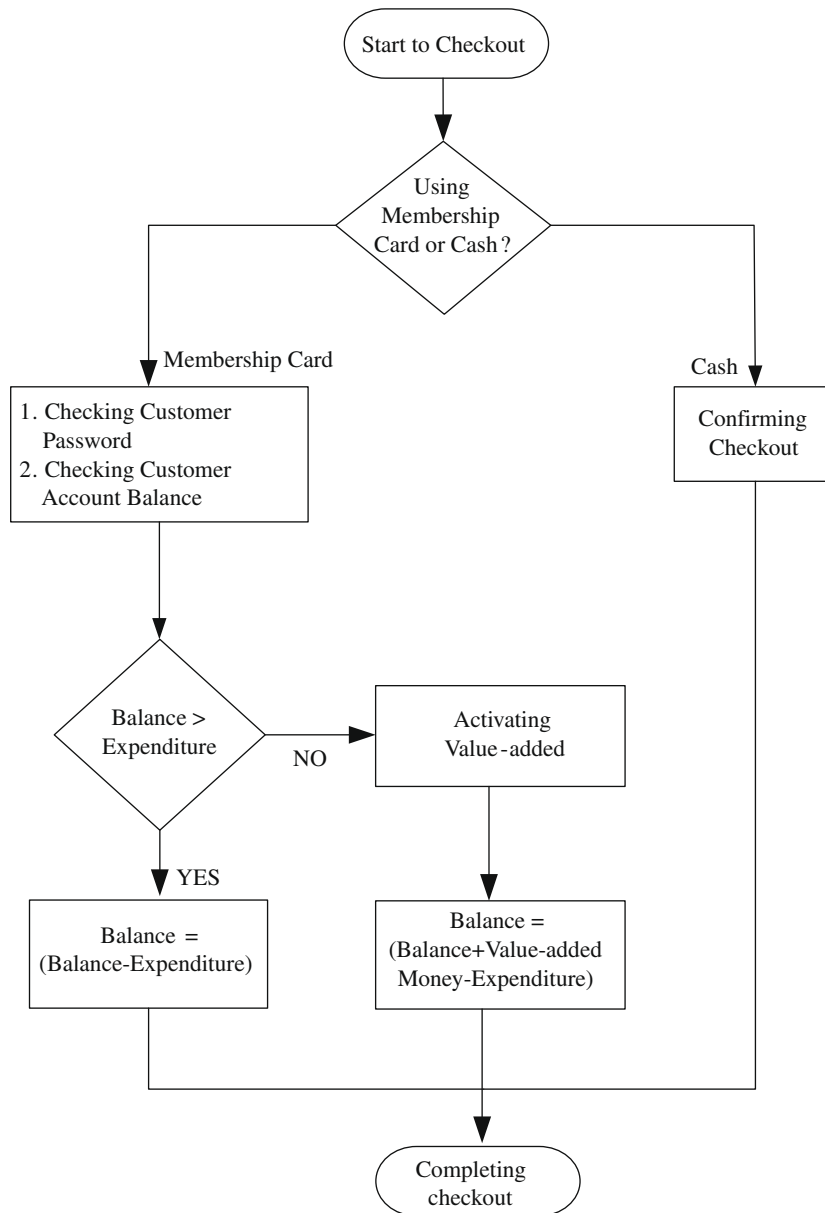 Start to Checkout
Using
Membership
Card or Cash?
Membership Card
Cash
1. Checking Customer
Password
2. Checking Customer
Account Balance
Confirming
Checkout
Balance >
Expenditure
NO
Activating
Value-added
YES
Balance =
(Balance-Expenditure)
Balance =
(Balance+Value-added
Money-Expenditure)
Completing
checkout